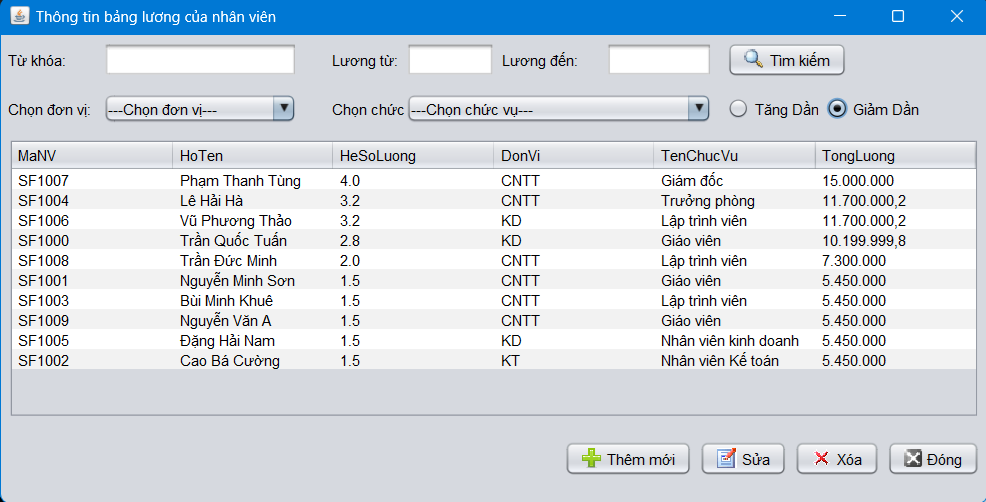 Thông tin bảng lương của nhân viên
Từ khóa: Lương từ: Lương đến: Tìm kiếm
Chọn đơn vị: ---Chọn đơn vị--- Chọn chức ---Chọn chức vụ--- Tăng Dần Giảm Dần
MaNV HoTen HeSoLuong DonVi TenChucVu TongLuong
SF1007 Phạm Thanh Tùng 4.0 CNTT Giám đốc 15.000.000
SF1004 Lê Hải Hà 3.2 CNTT Trưởng phòng 11.700.000,2
SF1006 Vũ Phương Thảo 3.2 KD Lập trình viên 11.700.000,2
SF1000 Trần Quốc Tuấn 2.8 KD Giáo viên 10.199.999,8
SF1008 Trần Đức Minh 2.0 CNTT Lập trình viên 7.300.000
SF1001 Nguyễn Minh Sơn 1.5 CNTT Giáo viên 5.450.000
SF1003 Bùi Minh Khuê 1.5 CNTT Lập trình viên 5.450.000
SF1009 Nguyễn Văn A 1.5 CNTT Giáo viên 5.450.000
SF1005 Đặng Hải Nam 1.5 KD Nhân viên kinh doanh 5.450.000
SF1002 Cao Bá Cường 1.5 KT Nhân viên Kế toán 5.450.000
Thêm mới Sửa Xóa Đóng